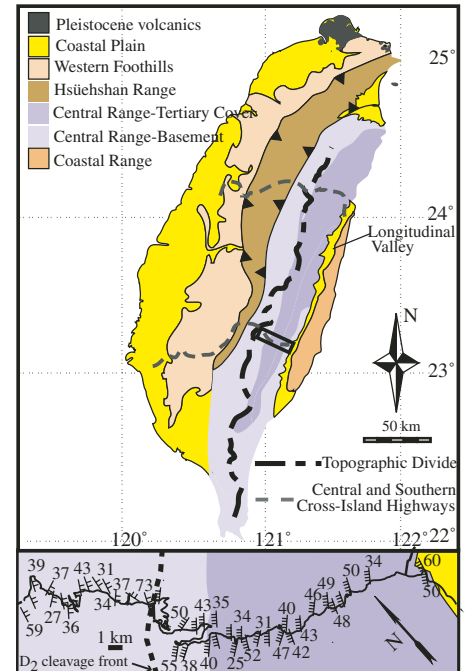 Pleistocene volcanics
Coastal Plain
Western Foothills
Hsüehshan Range
Central Range-Tertiary Cover
Central Range-Basement
Coastal Range
25°
24°
Longitudinal
Valley
N
23°
50 km
Topographic Divide
Central and Southern
Cross-Island Highways
120° 121° 122° 22°
39 37 43 31 37 73 50 43 35 34 31 40 46 49 50 34 60
59 27 36 34 55 38 40 25 52 47 42 43 48 50
1 km
N
D2 cleavage front